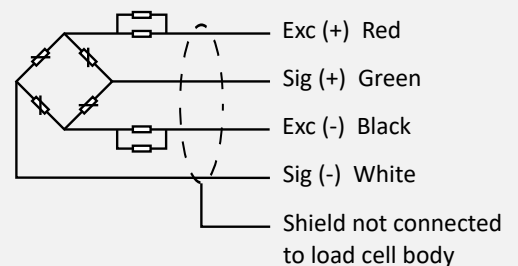 Exc (+) Red
Sig (+) Green
Exc (-) Black
Sig (-) White
Shield not connected
to load cell body